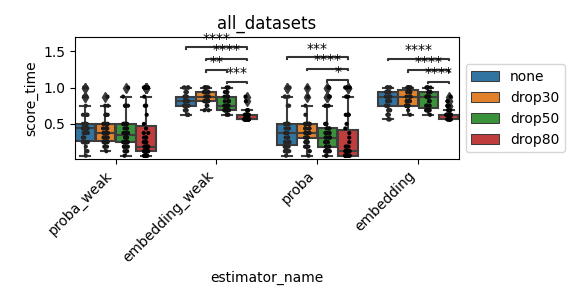 all_datasets
****
****
**
***
***
****
*
****
****
****
score_time
1.5
1.0
0.5
none
drop30
drop50
drop80
proba_weak
embedding_weak
proba
embedding
estimator_name